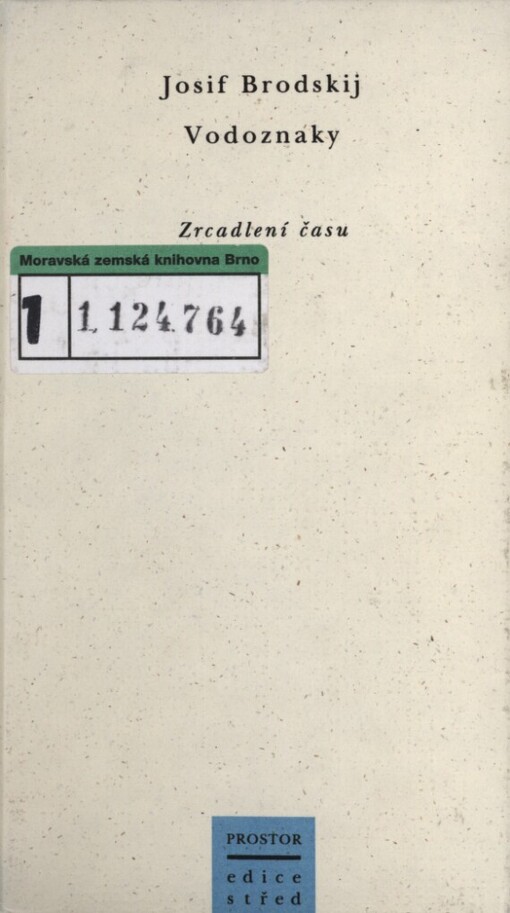 Josif Brodskij
Vodoznaky
Zrcadlení času
Moravská zemská knihovna Brno
1 1,124.764
PROSTOR
edice
střed